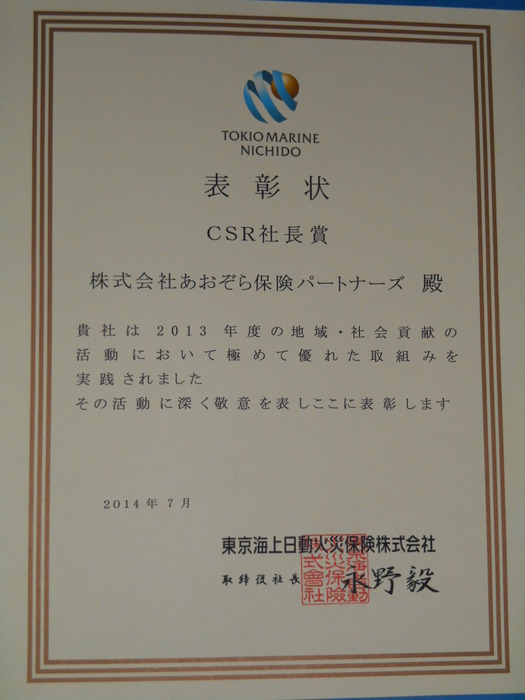 TOKIO MARINE
NICHIDO
表彰状
CSR社長賞
株式会社あおぞら保険パートナーズ 殿
貴社は2013年度の地域・社会貢献の
活動において極めて優れた取組みを
実践されました
その活動に深く敬意を表しここに表彰します
2014年7月
東京海上日動火災保険株式会社
取締役社長 永野毅